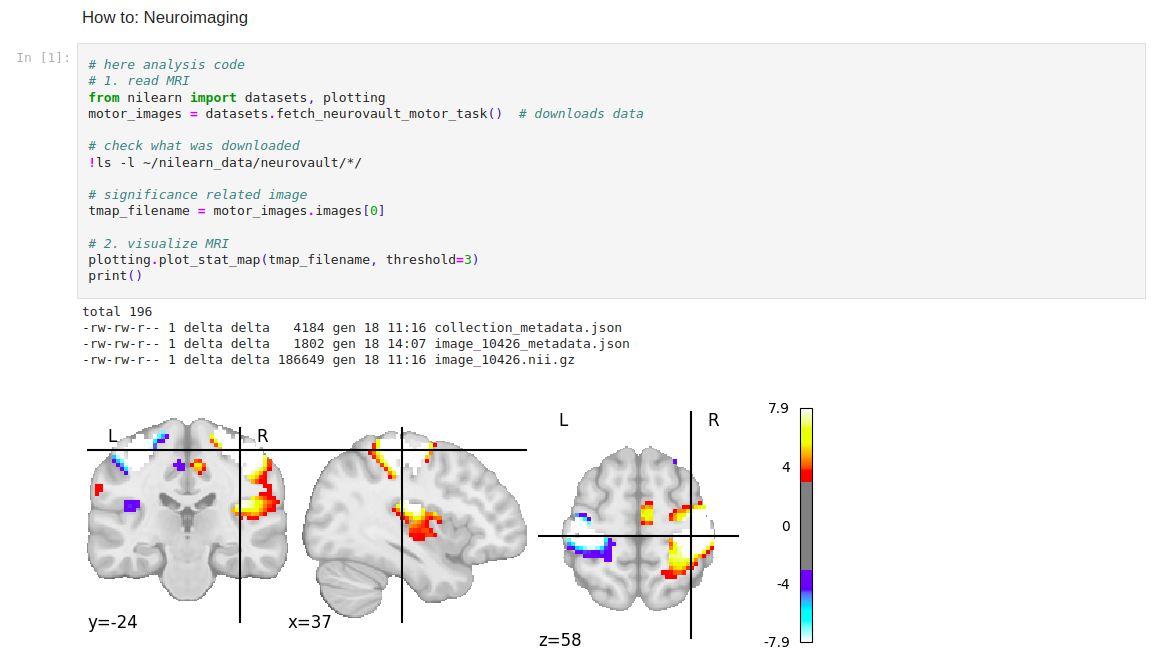 How to: Neuroimaging
In [1]:
# here analysis code
# 1. read MRI
from nilearn import datasets, plotting
motor_images = datasets.fetch_neurovault_motor_task()  # downloads data
# check what was downloaded
!ls -l ~/nilearn_data/neurovault/*/
# significance related image
tmap_filename = motor_images.images[0]
# 2. visualize MRI
plotting.plot_stat_map(tmap_filename, threshold=3)
print()
total 196
-rw-rw-r-- 1 delta delta   4184 gen 18 11:16 collection_metadata.json
-rw-rw-r-- 1 delta delta   1802 gen 18 14:07 image_10426_metadata.json
-rw-rw-r-- 1 delta delta 186649 gen 18 11:16 image_10426.nii.gz
L R
y=-24
x=37
L R
z=58
7.9
4
0
-4
-7.9